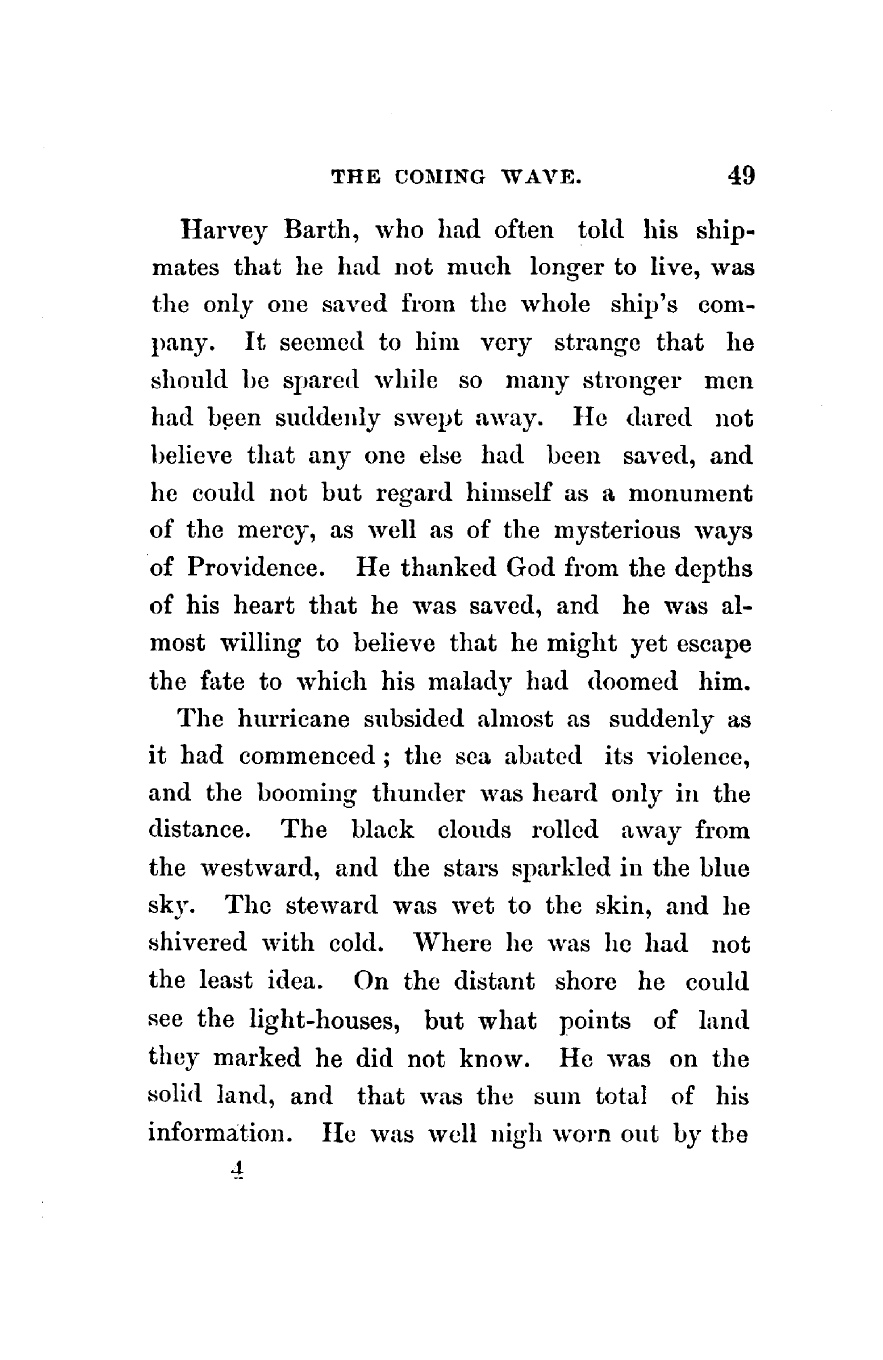 THE COMING WAVE. 49
Harvey Barth, who had often told his ship-
mates that he had not much longer to live, was
the only one saved from the whole ship's com-
pany. It seemed to him very strange that he
should be spared while so many stronger men
had been suddenly swept away. He dared not
believe that any one else had been saved, and
he could not but regard himself as a monument
of the mercy, as well as of the mysterious ways
of Providence. He thanked God from the depths
of his heart that he was saved, and he was al-
most willing to believe that he might yet escape
the fate to which his malady had doomed him.
The hurricane subsided almost as suddenly as
it had commenced; the sea abated its violence,
and the booming thunder was heard only in the
distance. The black clouds rolled away from
the westward, and the stars sparkled in the blue
sky. The steward was wet to the skin, and he
shivered with cold. Where he was he had not
the least idea. On the distant shore he could
see the light-houses, but what points of land
they marked he did not know. He was on the
solid land, and that was the sum total of his
information. He was well nigh worn out by the
4